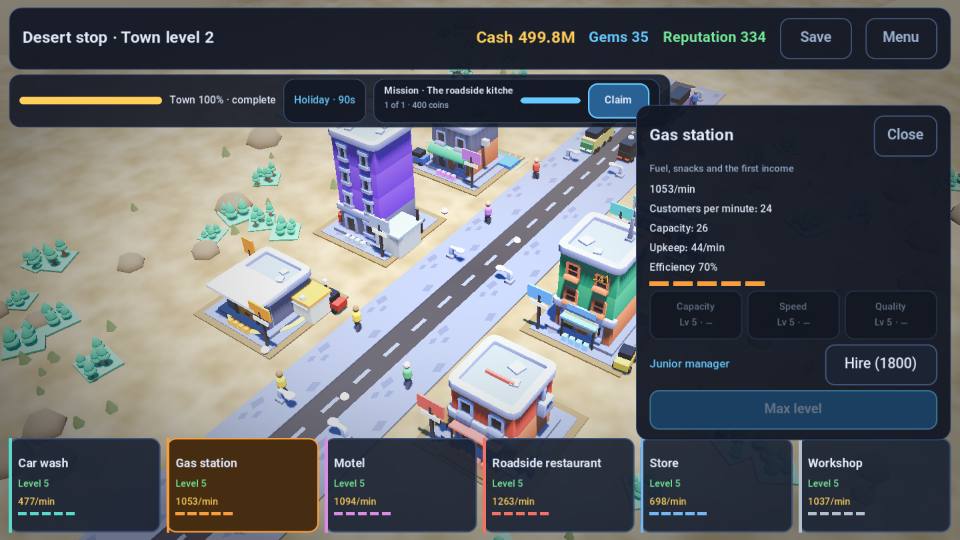 Desert stop · Town level 2
Cash 499.8M Gems 35 Reputation 334
Save
Menu
Town 100% · complete
Holiday · 90s
Mission · The roadside kitche
1 of 1 · 400 coins
Claim
Gas station
Close
Fuel, snacks and the first income
1053/min
Customers per minute: 24
Capacity: 26
Upkeep: 44/min
Efficiency 70%
Capacity
Lv 5 · –
Speed
Lv 5 · –
Quality
Lv 5 · –
Junior manager
Hire (1800)
Max level
Car wash
Level 5
477/min
Gas station
Level 5
1053/min
Motel
Level 5
1094/min
Roadside restaurant
Level 5
1263/min
Store
Level 5
698/min
Workshop
Level 5
1037/min